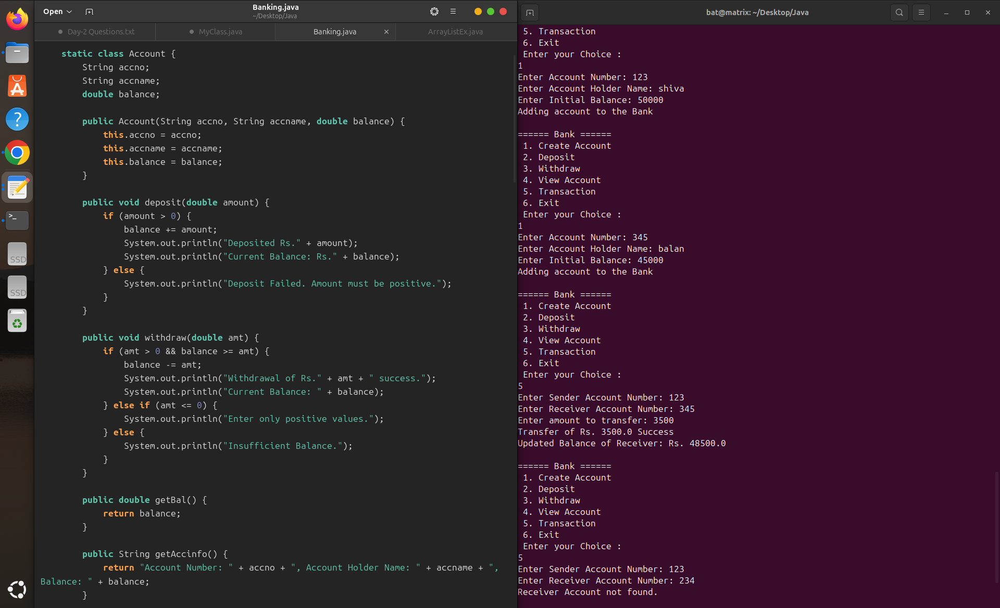 Open
Banking.java
~/Desktop/Java
Day-2 Questions.txt
MyClass.java
Banking.java
ArrayListEx.java
static class Account {
String accno;
String accname;
double balance;
public Account(String accno, String accname, double balance) {
this.accno = accno;
this.accname = accname;
this.balance = balance;
}
public void deposit(double amount) {
if (amount > 0) {
balance += amount;
System.out.println("Deposited Rs." + amount);
System.out.println("Current Balance: Rs." + balance);
} else {
System.out.println("Deposit Failed. Amount must be positive.");
}
}
public void withdraw(double amt) {
if (amt > 0 && balance >= amt) {
balance -= amt;
System.out.println("Withdrawal of Rs." + amt + " success.");
System.out.println("Current Balance: " + balance);
} else if (amt <= 0) {
System.out.println("Enter only positive values.");
} else {
System.out.println("Insufficient Balance.");
}
}
public double getBal() {
return balance;
}
public String getAccinfo() {
return "Account Number: " + accno + ", Account Holder Name: " + accname + ",
Balance: " + balance;
}
>_
SSD
SSD
bat@matrix: ~/Desktop/Java
5. Transaction
6. Exit
Enter your Choice :
1
Enter Account Number: 123
Enter Account Holder Name: shiva
Enter Initial Balance: 50000
Adding account to the Bank
====== Bank ======
1. Create Account
2. Deposit
3. Withdraw
4. View Account
5. Transaction
6. Exit
Enter your Choice :
1
Enter Account Number: 345
Enter Account Holder Name: balan
Enter Initial Balance: 45000
Adding account to the Bank
====== Bank ======
1. Create Account
2. Deposit
3. Withdraw
4. View Account
5. Transaction
6. Exit
Enter your Choice :
5
Enter Sender Account Number: 123
Enter Receiver Account Number: 345
Enter amount to transfer: 3500
Transfer of Rs. 3500.0 Success
Updated Balance of Receiver: Rs. 48500.0
====== Bank ======
1. Create Account
2. Deposit
3. Withdraw
4. View Account
5. Transaction
6. Exit
Enter your Choice :
5
Enter Sender Account Number: 123
Enter Receiver Account Number: 234
Receiver Account not found.